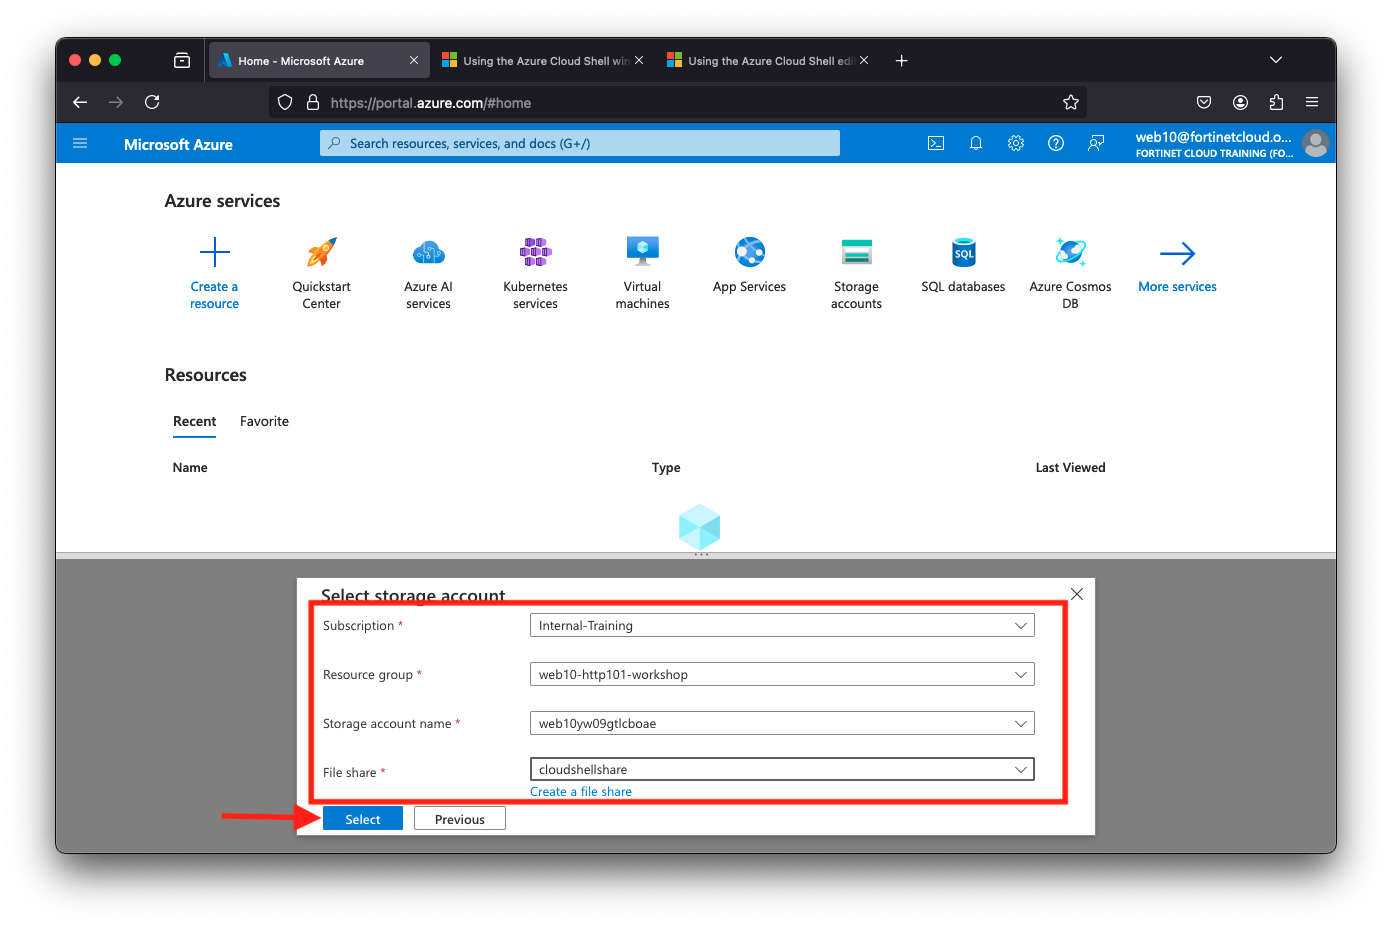 Home - Microsoft Azure
Using the Azure Cloud Shell win
Using the Azure Cloud Shell edi
https://portal.azure.com/#home
Microsoft Azure
Search resources, services, and docs (G+/)
web10@fortinetcloud.o...
FORTINET CLOUD TRAINING (FO...
Azure services
Create a
resource
Quickstart
Center
Azure AI
services
Kubernetes
services
Virtual
machines
App Services
Storage
accounts
SQL
SQL databases
Azure Cosmos
DB
More services
Resources
Recent
Favorite
Name
Type
Last Viewed
Select storage account
Subscription *
Internal-Training
Resource group *
web10-http101-workshop
Storage account name *
web10yw09gtlcboae
File share *
cloudshellshare
Create a file share
Select
Previous